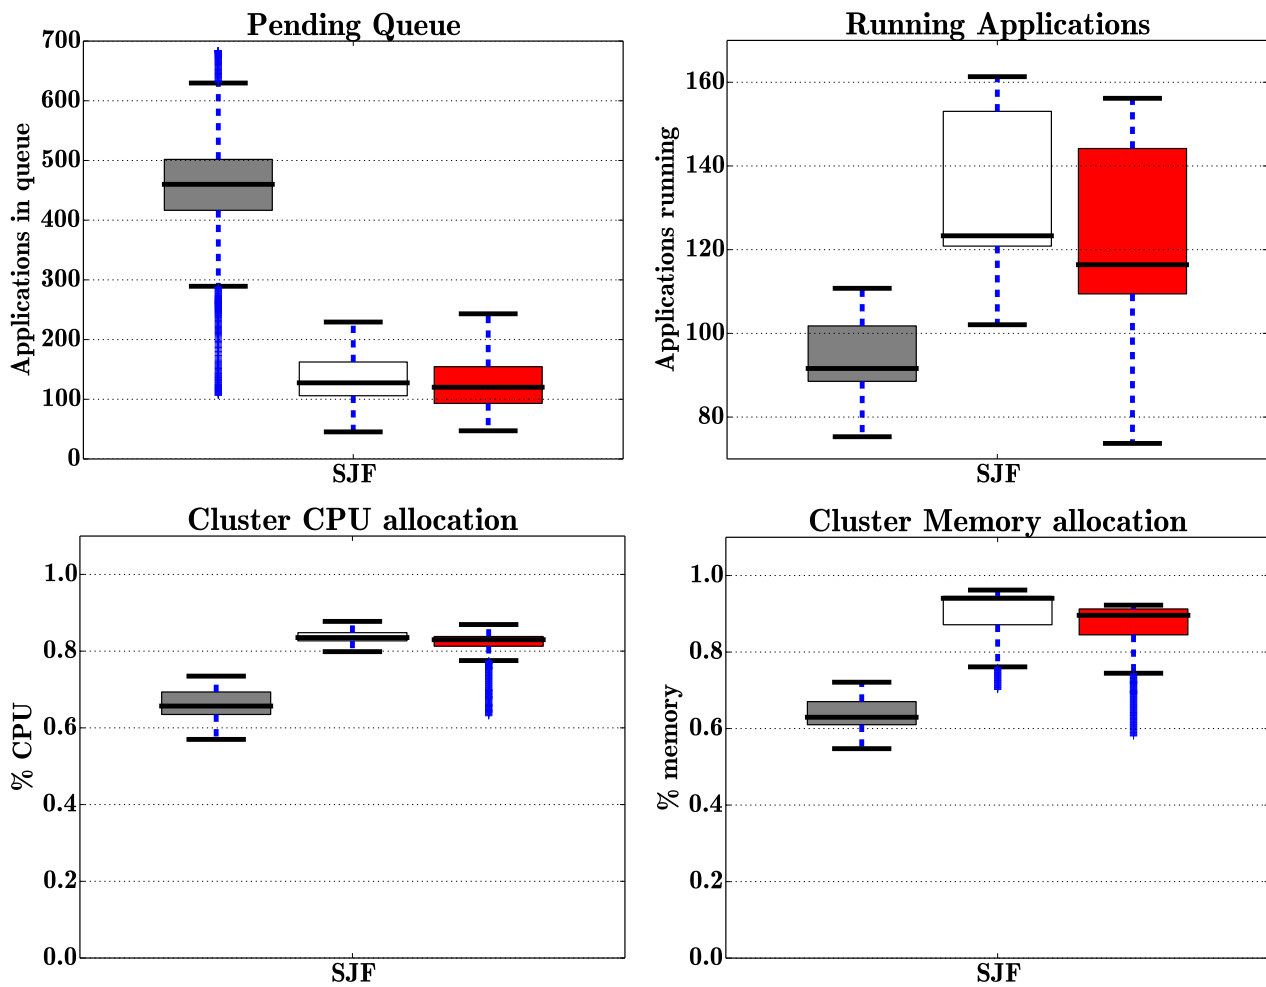 Pending Queue
Applications in queue
700
600
500
400
300
200
100
0
SJF
Running Applications
Applications running
160
140
120
100
80
SJF
Cluster CPU allocation
% CPU
1.0
0.8
0.6
0.4
0.2
0.0
SJF
Cluster Memory allocation
% memory
1.0
0.8
0.6
0.4
0.2
0.0
SJF